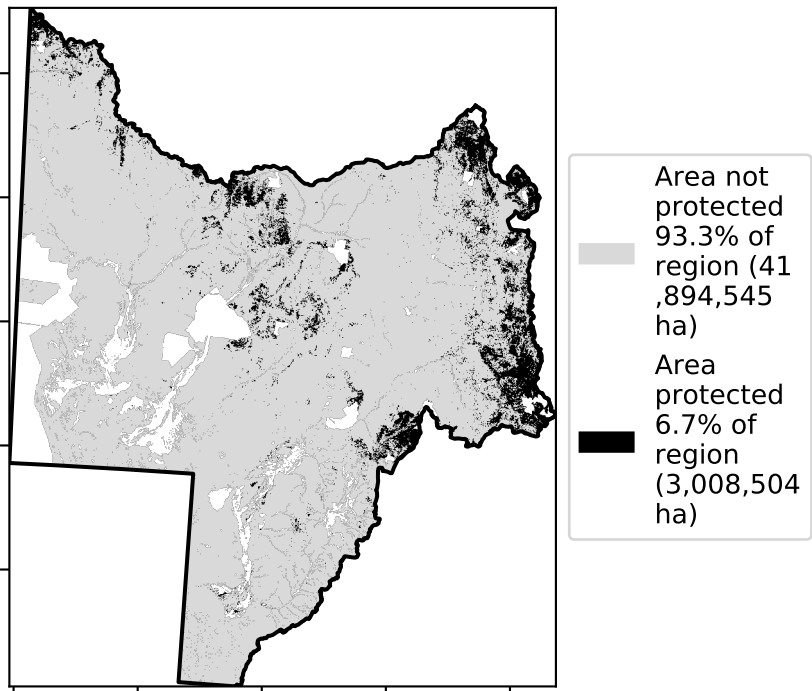 Area not
protected
93.3% of
region (41
,894,545
ha)
Area
protected
6.7% of
region
(3,008,504
ha)